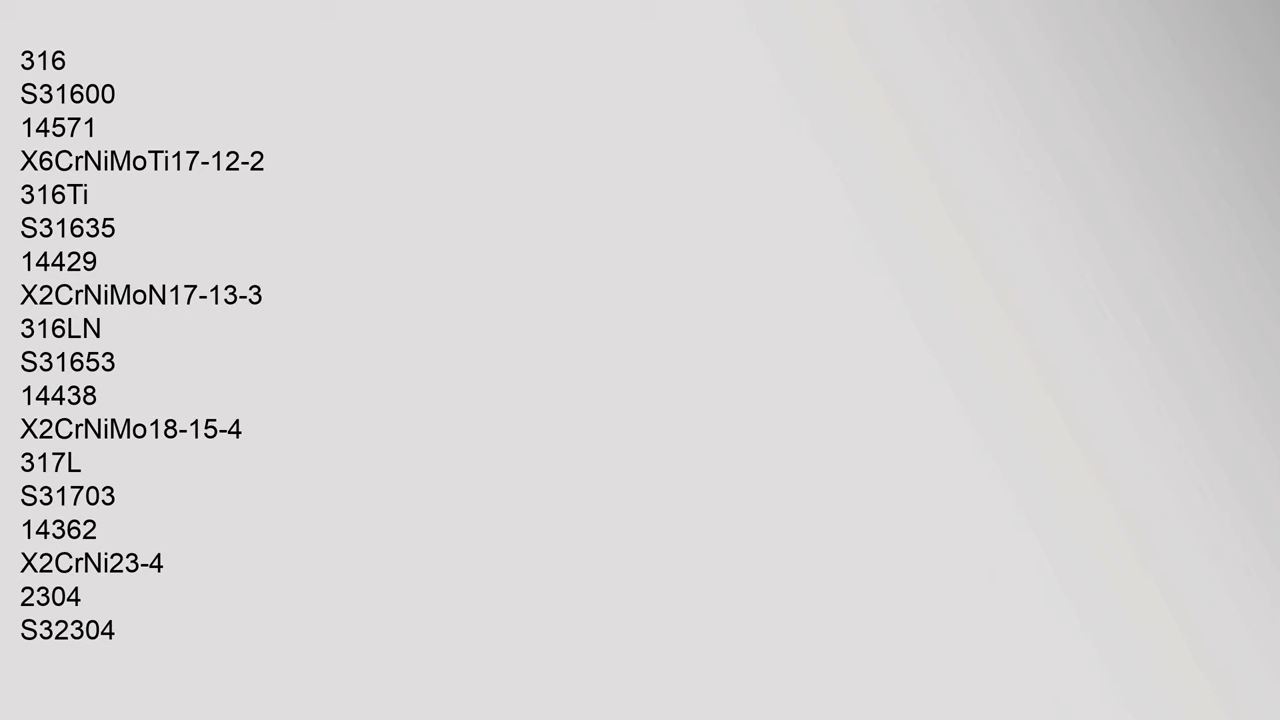 316
S31600
14571
X6CrNiMoTi17-12-2
316Ti
S31635
14429
X2CrNiMoN17-13-3
316LN
S31653
14438
X2CrNiMo18-15-4
317L
S31703
14362
X2CrNi23-4
2304
S32304